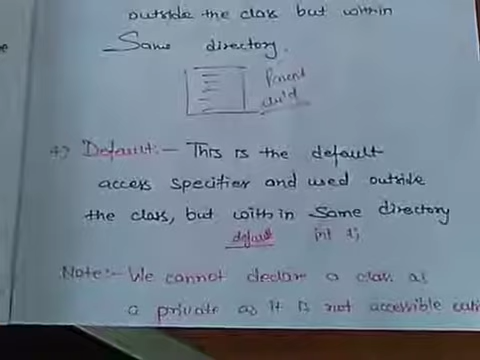 outside the class but within
Same directory.
Parent
child
4) Default:- This is the default
access specifier and used outside
the class, but within Same directory
default int i;
Note:- We cannot declare a class as
a private as it is not accessible